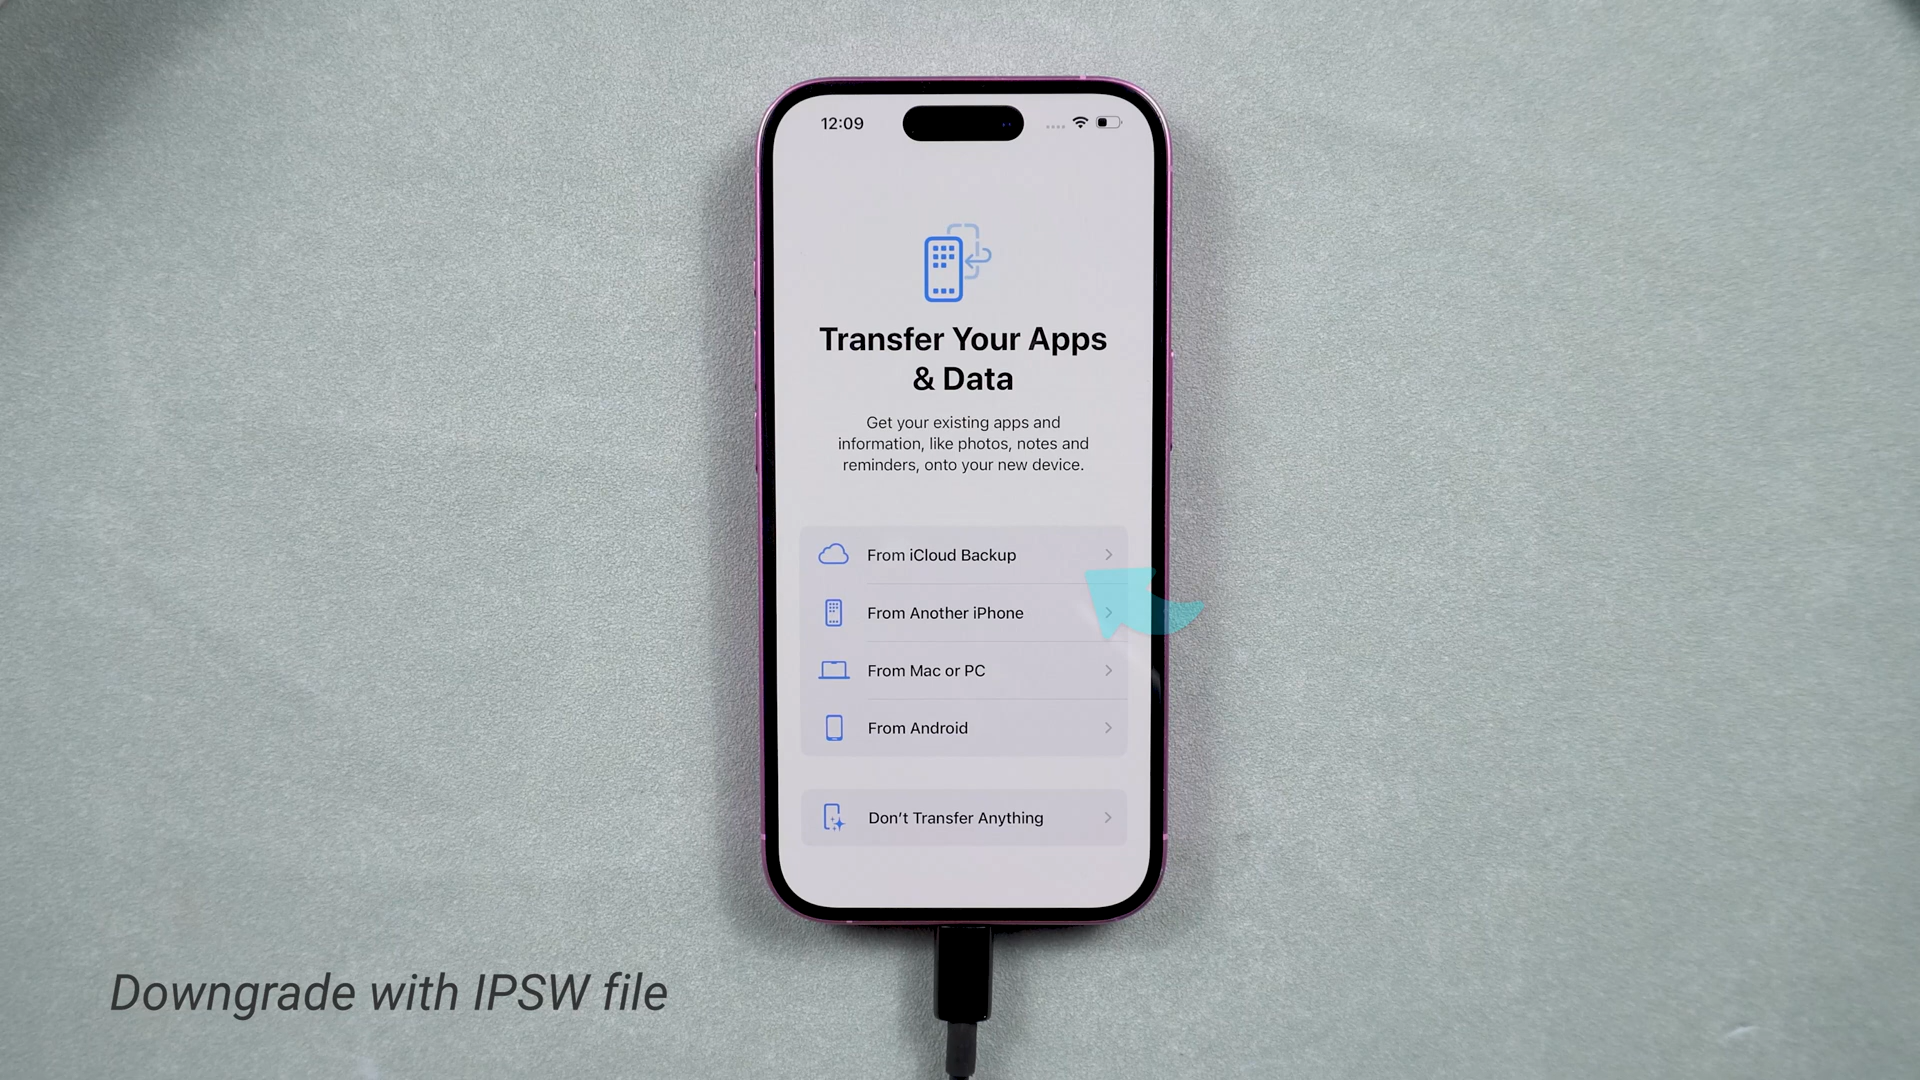 12:09
Transfer Your Apps
& Data
Get your existing apps and
information, like photos, notes and
reminders, onto your new device.
From iCloud Backup
From Another iPhone
From Mac or PC
From Android
Don't Transfer Anything
Downgrade with IPSW file